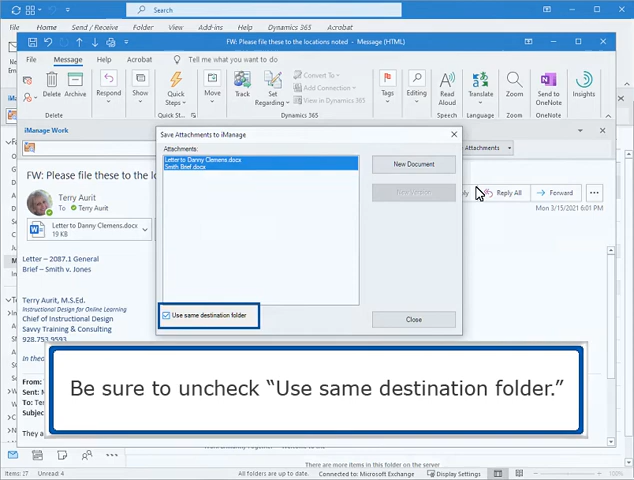 Search
File Home Send / Receive Folder View Add-ins Help Dynamics 365 Acrobat
FW: Please file these to the locations noted - Message (HTML)
File Message Help Acrobat Tell me what you want to do
Delete Archive Respond Show Quick Steps Move Track Set Regarding Convert To Add Connection View in Dynamics 365 Tags Editing Read Aloud Translate Zoom Send to OneNote Insights
Quick St... Dynamics 365 Zoom OneNote
iManage Work
Save Attachments to iManage
Attachments:
Letter to Danny Clemens.docx
Smith Brief.docx
New Document
New Version
Attachments
FW: Please file these to the loc
Reply All Forward
Mon 3/15/2021 6:01 PM
Terry Aurit
To Terry Aurit
Letter to Danny Clemens.docx
19 KB
Letter – 2087.1 General
Brief – Smith v. Jones
Terry Aurit, M.S.Ed.
Instructional Design for Online Learning
Chief of Instructional Design
Savvy Training & Consulting
928.753.9593
Use same destination folder
Close
In theo
Be sure to uncheck “Use same destination folder.”
From:
Sent: M
To: Ter
Subjec
They a
There are more items in this folder on the server
Items: 27 Unread: 4 All folders are up to date. Connected to: Microsoft Exchange Display Settings 100%